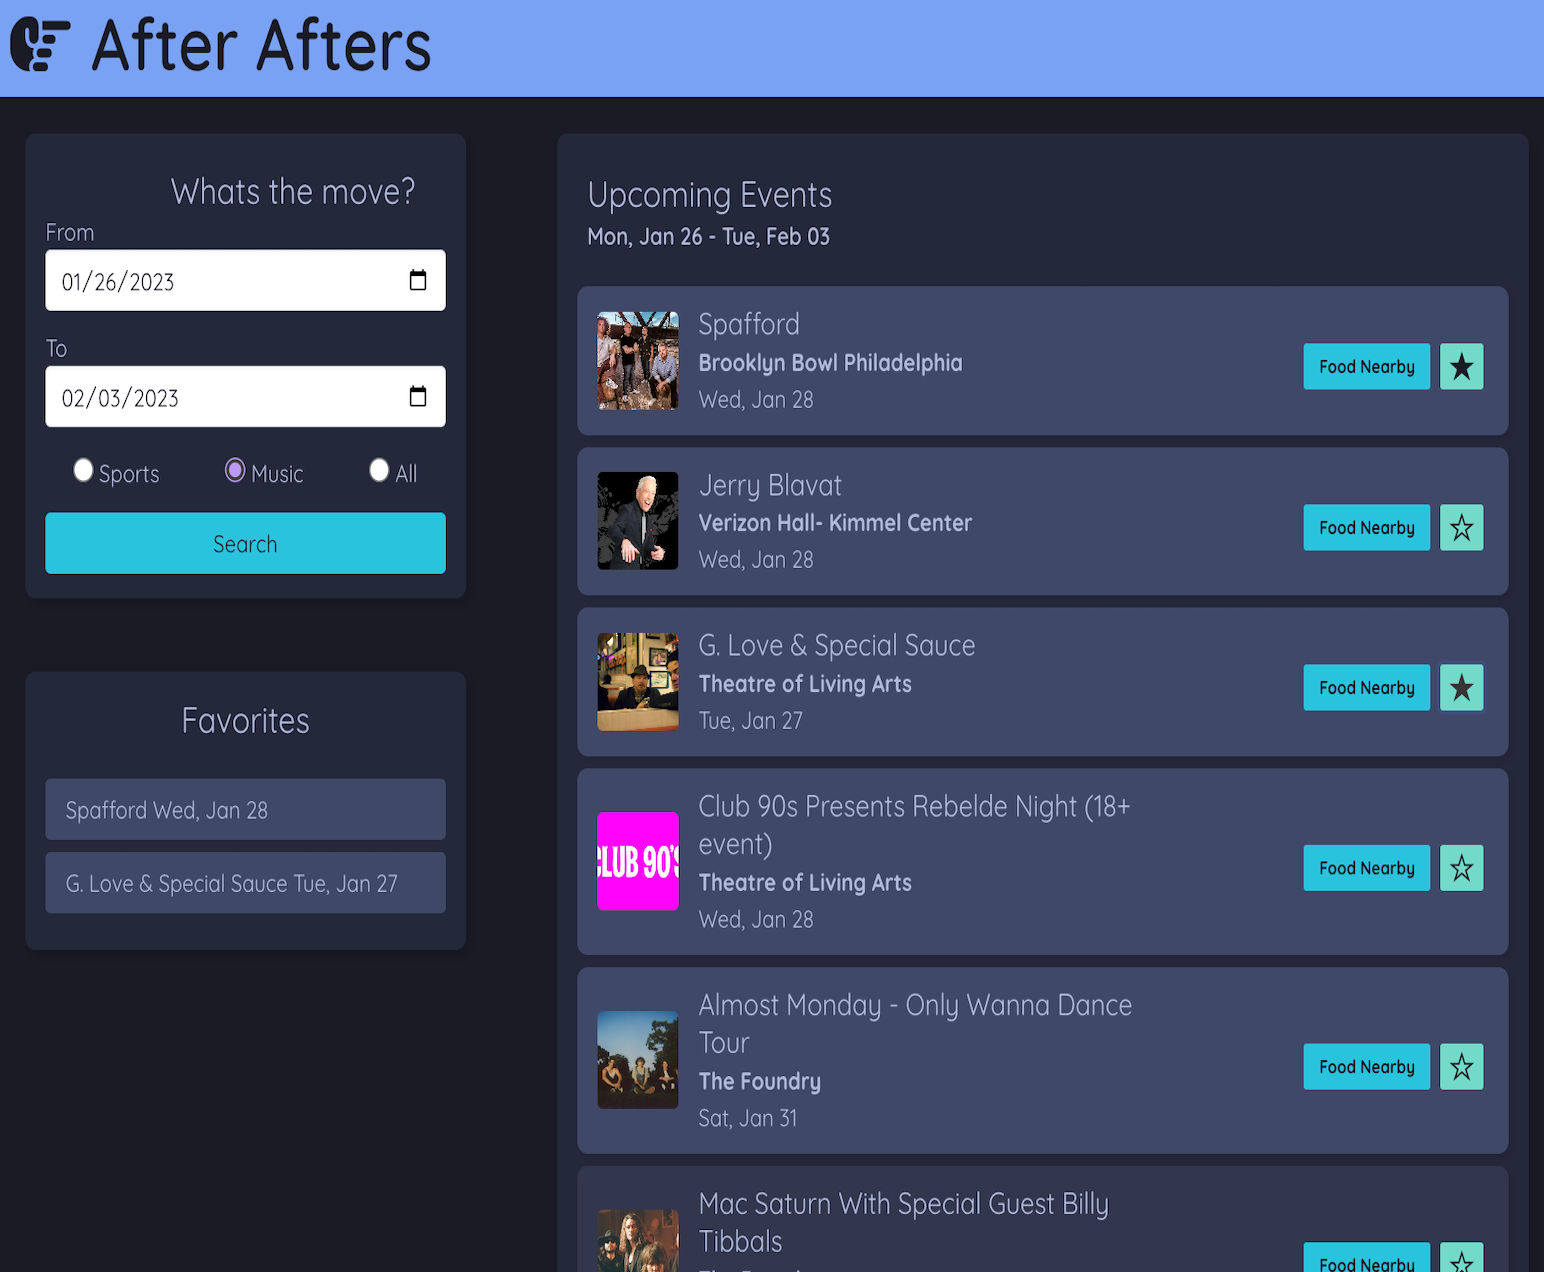 After Afters
Whats the move?
From
01/26/2023
To
02/03/2023
Sports Music All
Search
Favorites
Spafford Wed, Jan 28
G. Love & Special Sauce Tue, Jan 27
Upcoming Events
Mon, Jan 26 - Tue, Feb 03
Spafford
Brooklyn Bowl Philadelphia
Wed, Jan 28
Food Nearby
Jerry Blavat
Verizon Hall- Kimmel Center
Wed, Jan 28
Food Nearby
G. Love & Special Sauce
Theatre of Living Arts
Tue, Jan 27
Food Nearby
CLUB 90'S
Club 90s Presents Rebelde Night (18+
event)
Theatre of Living Arts
Wed, Jan 28
Food Nearby
Almost Monday - Only Wanna Dance
Tour
The Foundry
Sat, Jan 31
Food Nearby
Mac Saturn With Special Guest Billy
Tibbals
Food Nearby